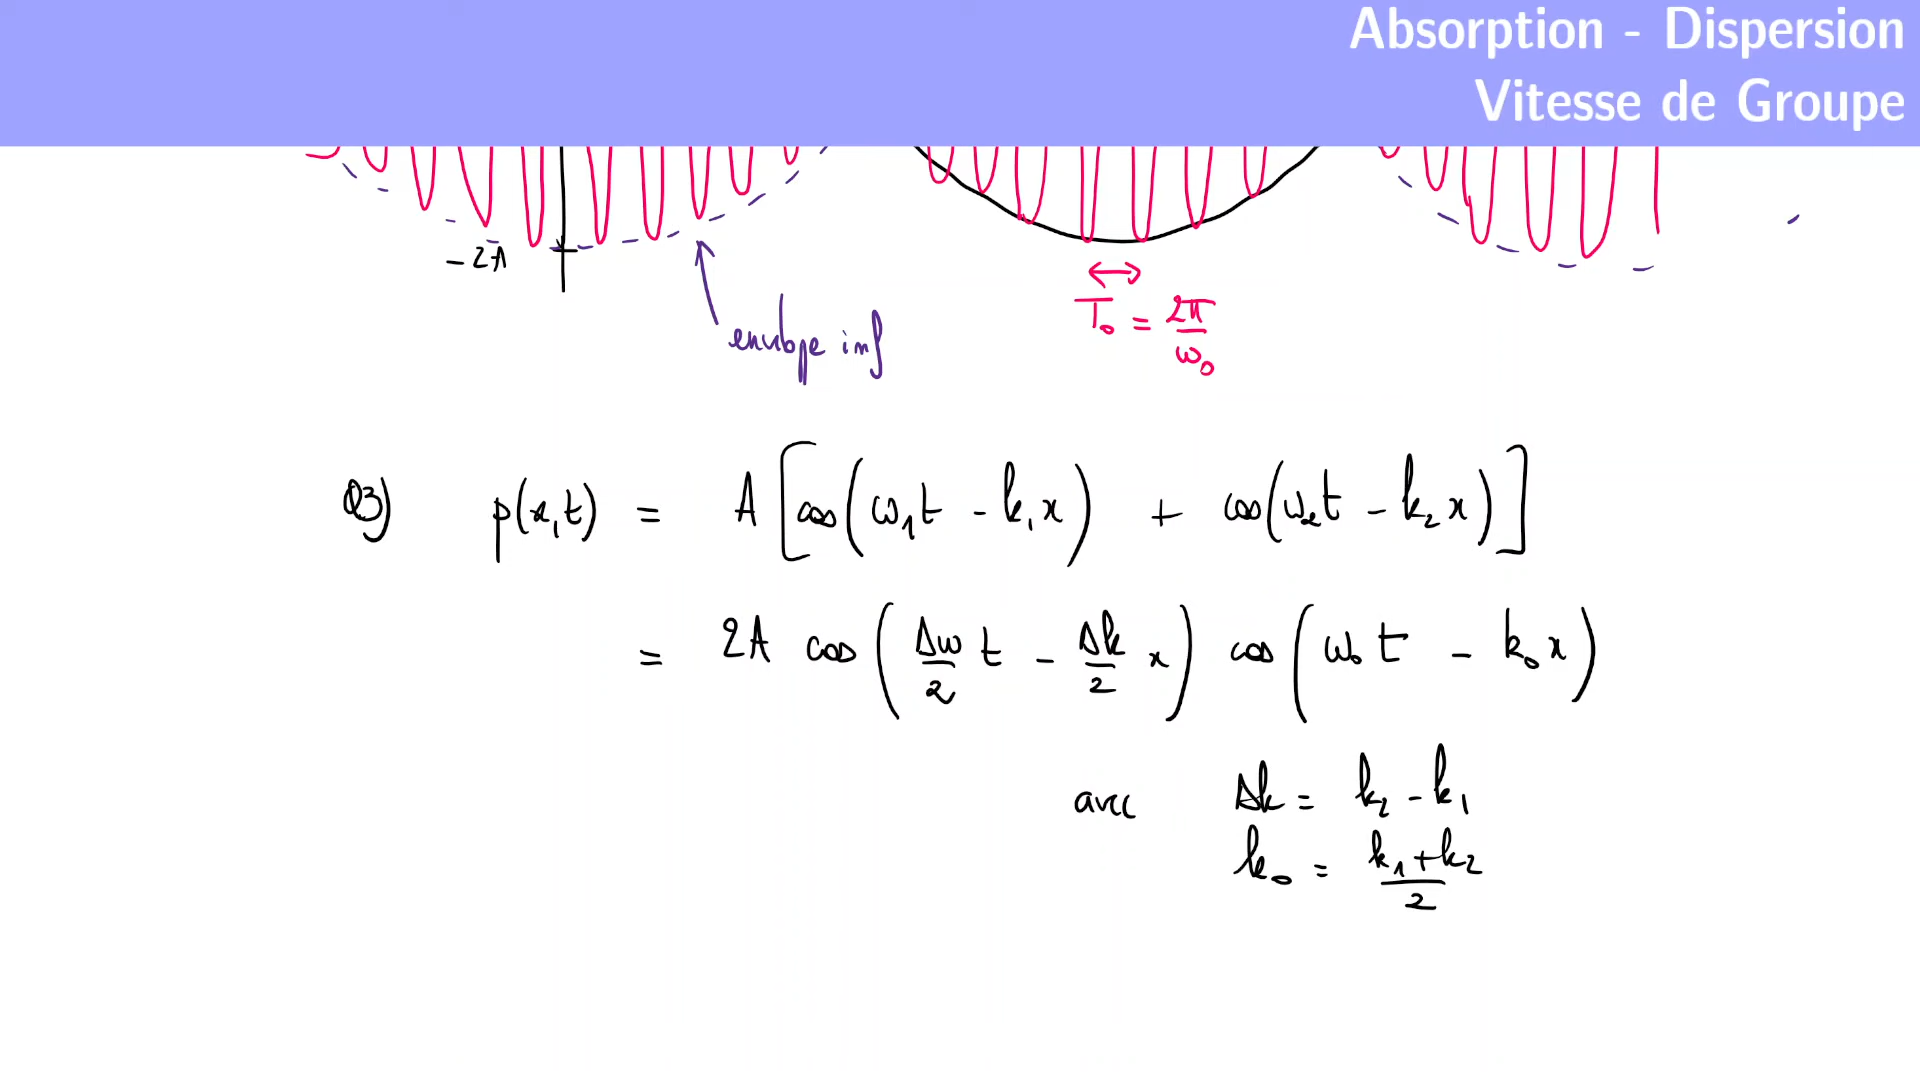 Absorption - Dispersion
Vitesse de Groupe
-2A
T₀ = 2π/ω₀
envlope inf
Q3) p(x,t) = A [cos(ω₁t - k₁x) + cos(ω₂t - k₂x)]
= 2A cos(Δω/2 t - Δk/2 x) cos(ω₀t - k₀x)
avec Δk = k₂ - k₁
k₀ = k₁+k₂/2